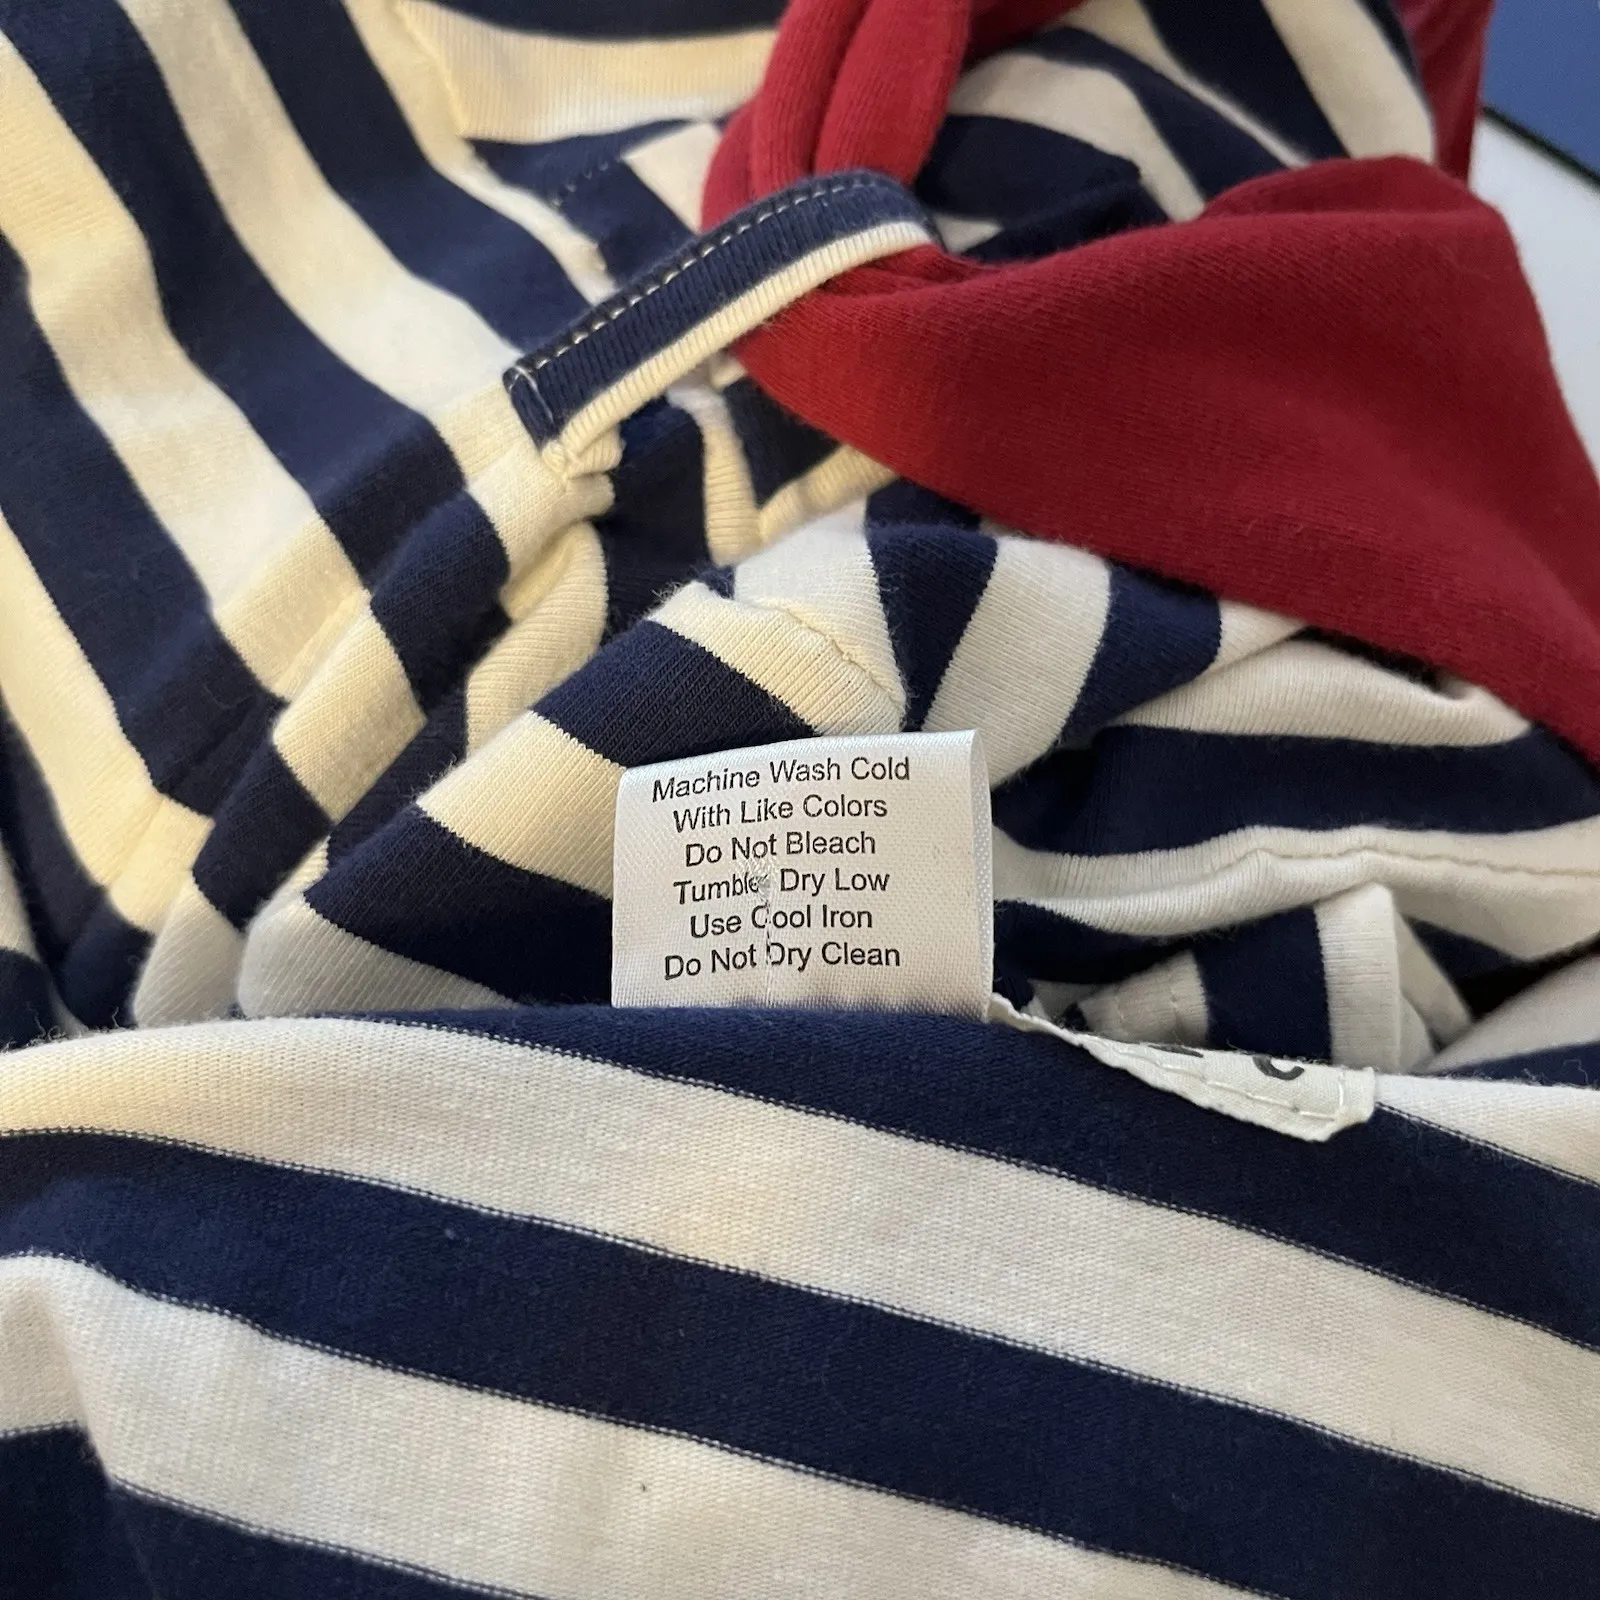 Machine Wash Cold
With Like Colors
Do Not Bleach
Tumble Dry Low
Use Cool Iron
Do Not Dry Clean